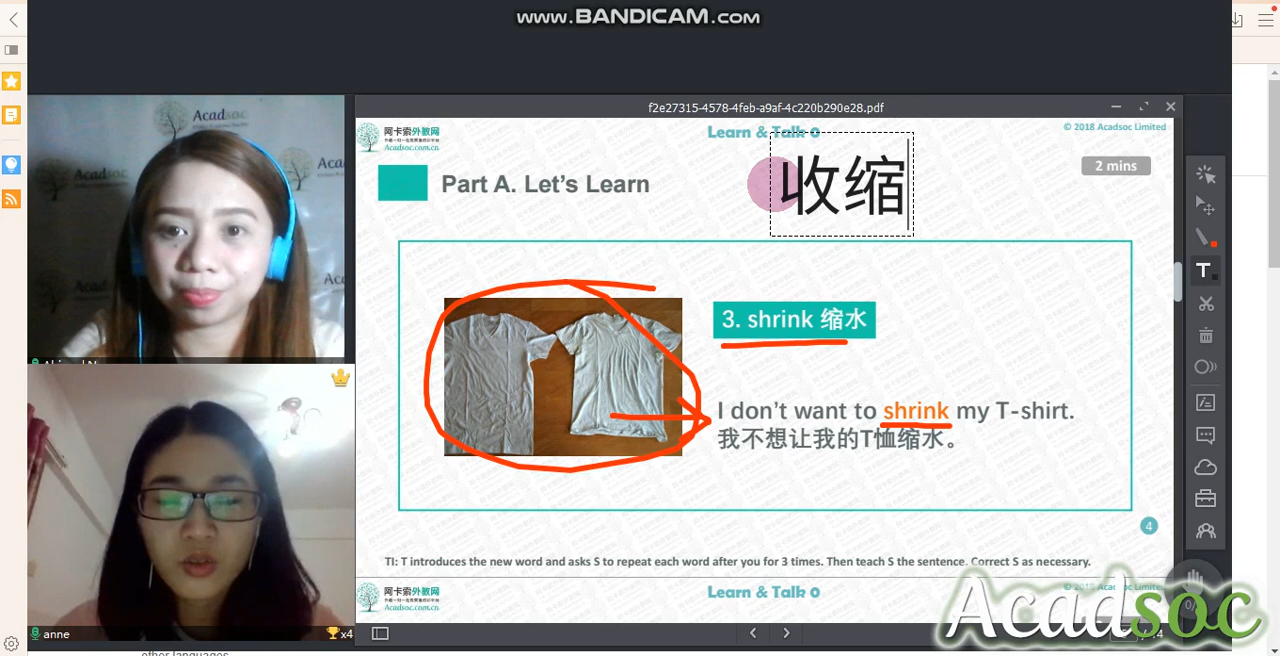 www.BANDICAM.com
f2e27315-4578-4feb-a9af-4c220b290e28.pdf
Acadsoc
阿卡索外教网
Acadsoc.com.cn
Learn & Talk 0
© 2018 Acadsoc Limited
收缩
2 mins
Part A. Let's Learn
3. shrink 缩水
I don't want to shrink my T-shirt.
我不想让我的T恤缩水。
4
TI: T introduces the new word and asks S to repeat each word after you for 3 times. Then teach S the sentence. Correct S as necessary.
阿卡索外教网
Acadsoc.com.cn
Learn & Talk 0
Acadsoc
anne
x4
other languages